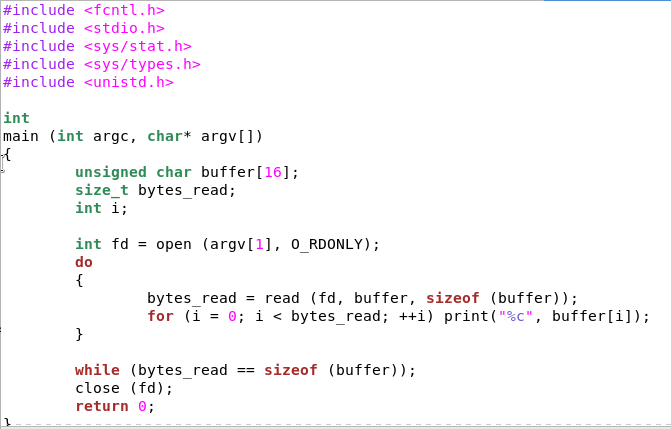 #include <fcntl.h>
#include <stdio.h>
#include <sys/stat.h>
#include <sys/types.h>
#include <unistd.h>

int
main (int argc, char* argv[])
{
        unsigned char buffer[16];
        size_t bytes_read;
        int i;

        int fd = open (argv[1], O_RDONLY);
        do
        {
                bytes_read = read (fd, buffer, sizeof (buffer));
                for (i = 0; i < bytes_read; ++i) print("%c", buffer[i]);
        }

        while (bytes_read == sizeof (buffer));
        close (fd);
        return 0;
}